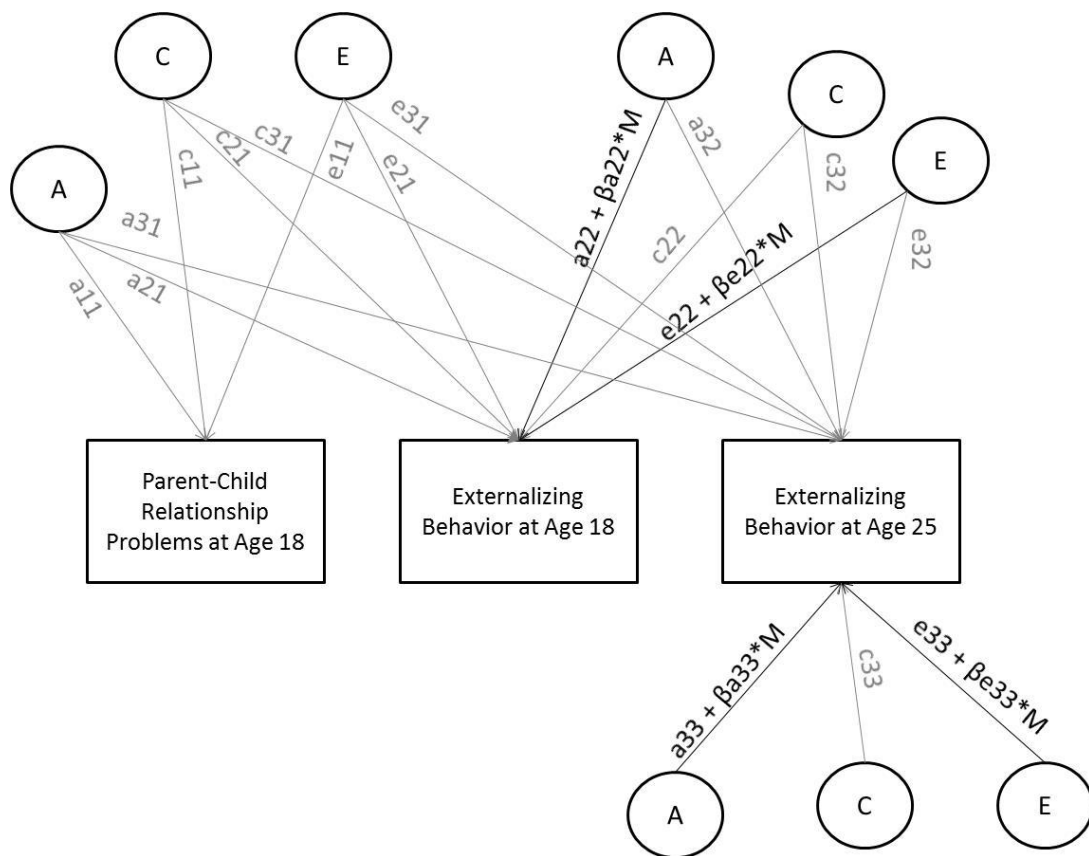 C
E
A
C
E
A
c11
c21
c31
e11
e21
e31
a11
a21
a31
a22 + βa22*M
a32
c22
c32
e22 + βe22*M
e32
Parent-Child
Relationship
Problems at Age 18
Externalizing
Behavior at Age 18
Externalizing
Behavior at Age 25
a33 + βa33*M
c33
e33 + βe33*M
A
C
E